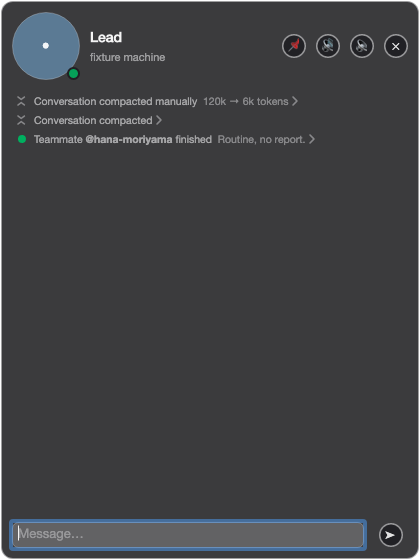 Lead
fixture machine
Conversation compacted manually 120k → 6k tokens
Conversation compacted
Teammate @hana-moriyama finished Routine, no report.
Message…